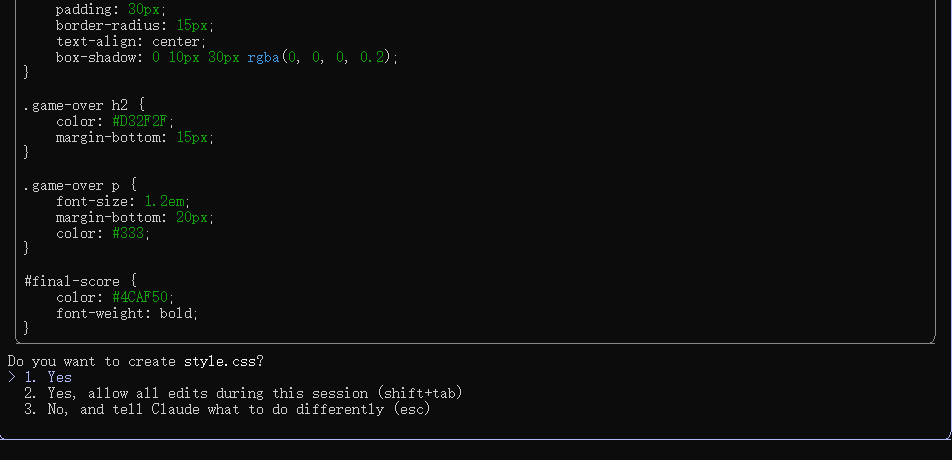 padding: 30px;
    border-radius: 15px;
    text-align: center;
    box-shadow: 0 10px 30px rgba(0, 0, 0, 0.2);
}
.game-over h2 {
    color: #D32F2F;
    margin-bottom: 15px;
}
.game-over p {
    font-size: 1.2em;
    margin-bottom: 20px;
    color: #333;
}
#final-score {
    color: #4CAF50;
    font-weight: bold;
}
Do you want to create style.css?
> 1. Yes
  2. Yes, allow all edits during this session (shift+tab)
  3. No, and tell Claude what to do differently (esc)